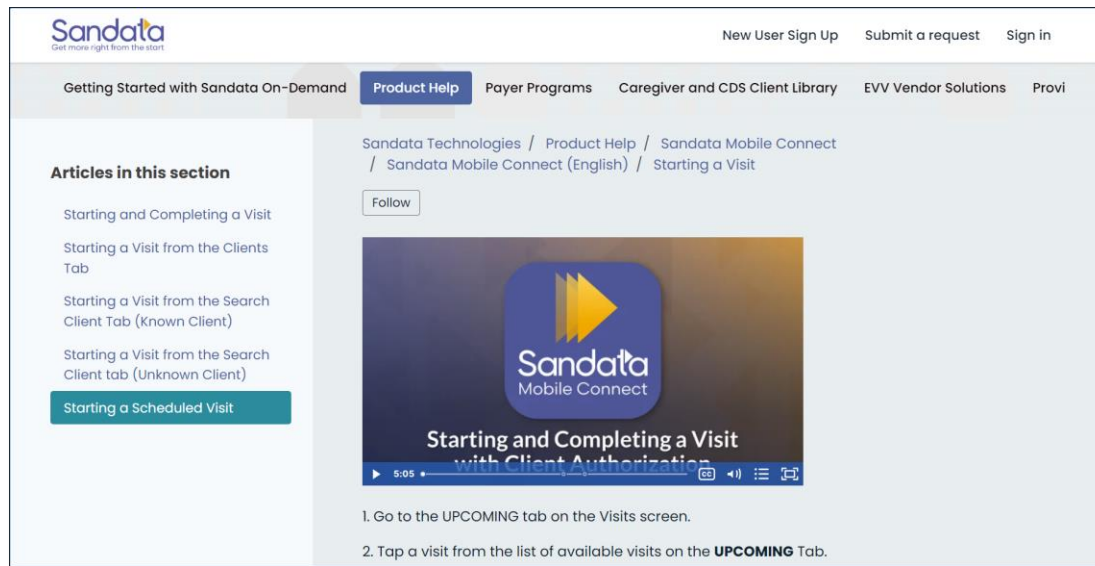 Sandata
Get more right from the start
New User Sign Up Submit a request Sign in
Getting Started with Sandata On-Demand Product Help Payer Programs Caregiver and CDS Client Library EVV Vendor Solutions Provi
Articles in this section
Starting and Completing a Visit
Starting a Visit from the Clients
Tab
Starting a Visit from the Search
Client Tab (Known Client)
Starting a Visit from the Search
Client tab (Unknown Client)
Starting a Scheduled Visit
Sandata Technologies / Product Help / Sandata Mobile Connect
/ Sandata Mobile Connect (English) / Starting a Visit
Follow
Sandata
Mobile Connect
Starting and Completing a Visit
with Client Authorization
5:05
CC
1. Go to the UPCOMING tab on the Visits screen.
2. Tap a visit from the list of available visits on the UPCOMING Tab.